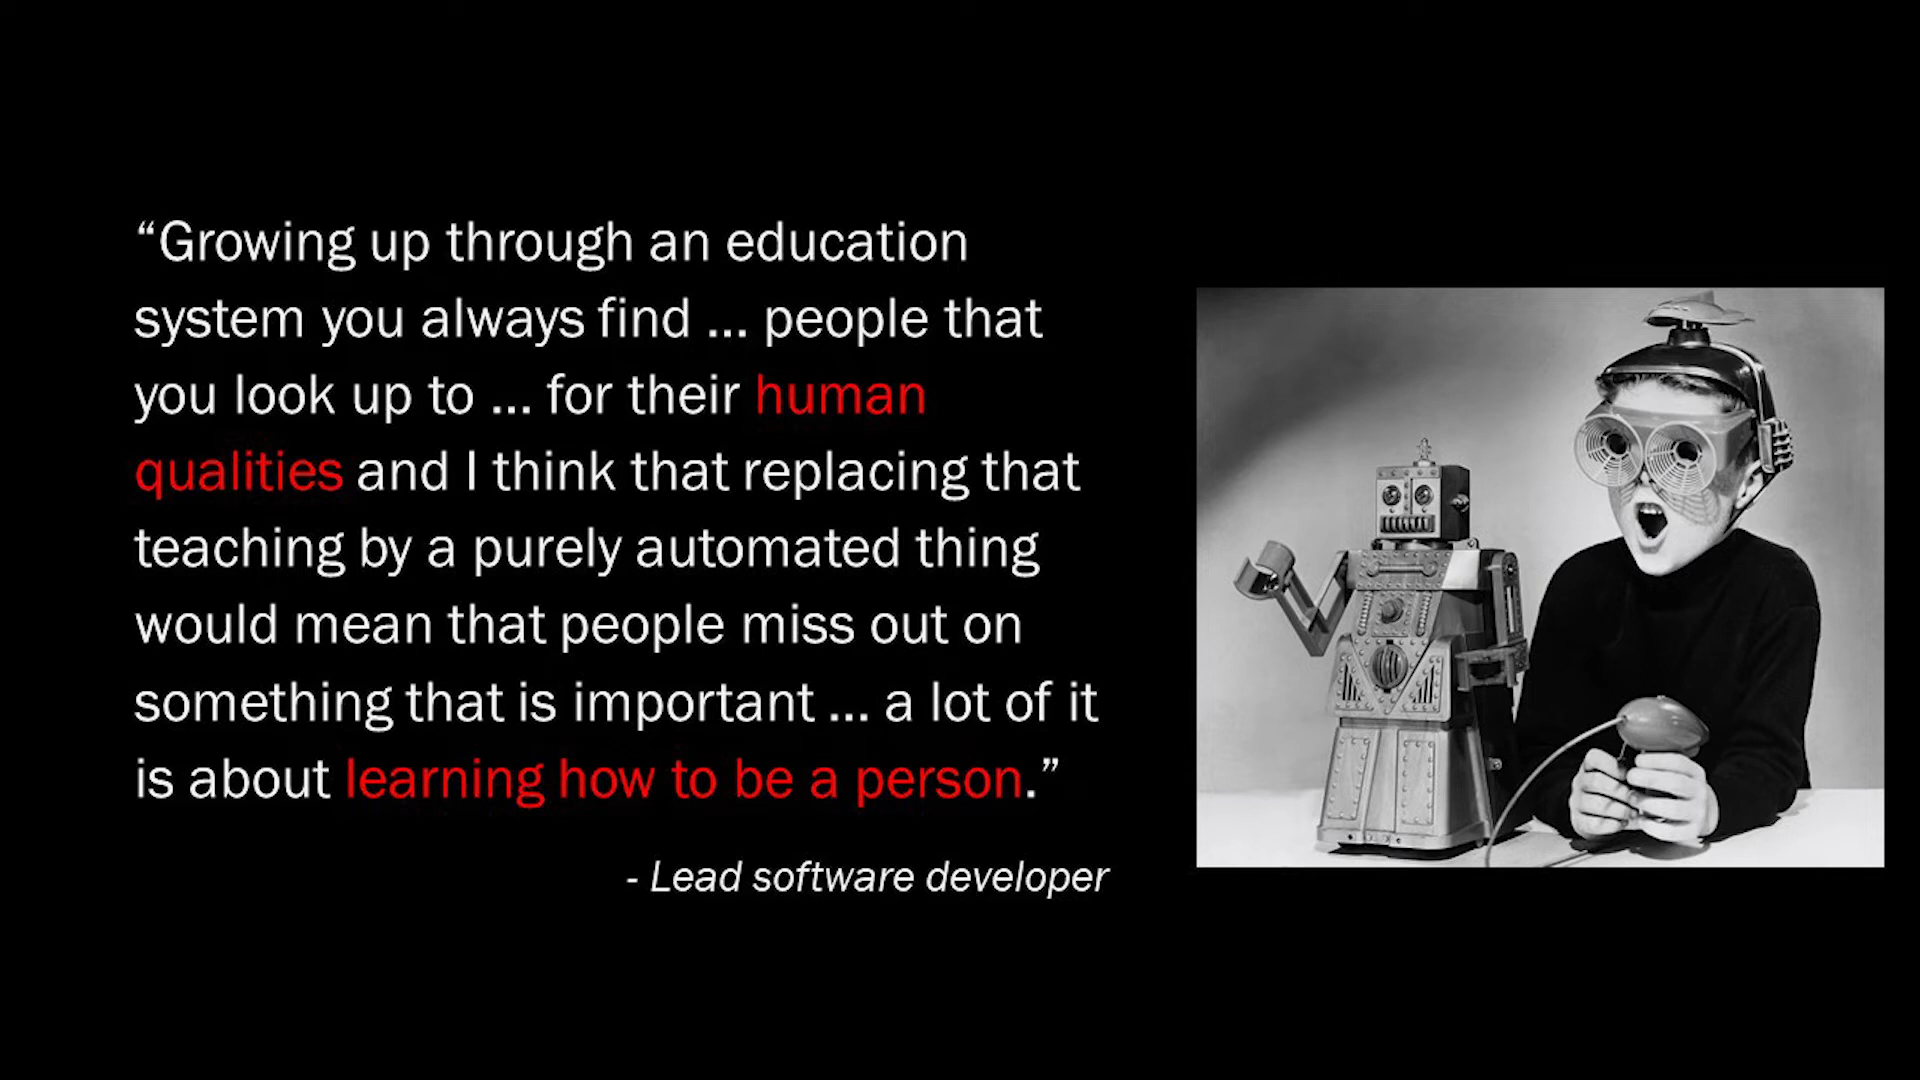 “Growing up through an education
system you always find ... people that
you look up to ... for their human
qualities and I think that replacing that
teaching by a purely automated thing
would mean that people miss out on
something that is important ... a lot of it
is about learning how to be a person.”
- Lead software developer